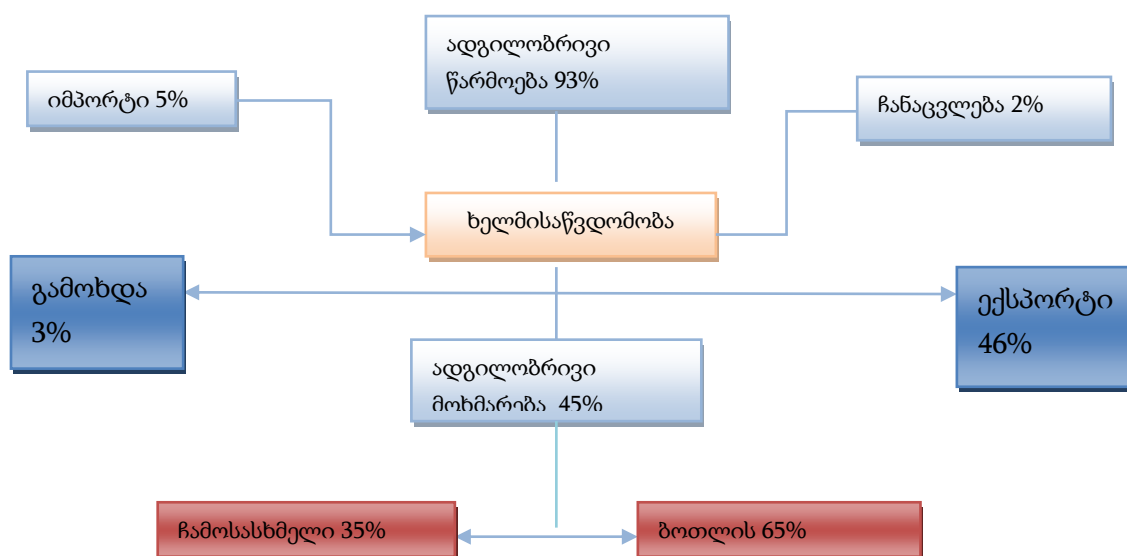 ადგილობრივი
წარმოება 93%
იმპორტი 5%
ჩანაცვლება 2%
ხელმისაწვდომობა
გამოხდა
3%
ექსპორტი
46%
ადგილობრივი
მოხმარება 45%
ჩამოსასხმელი 35%
ბოთლის 65%